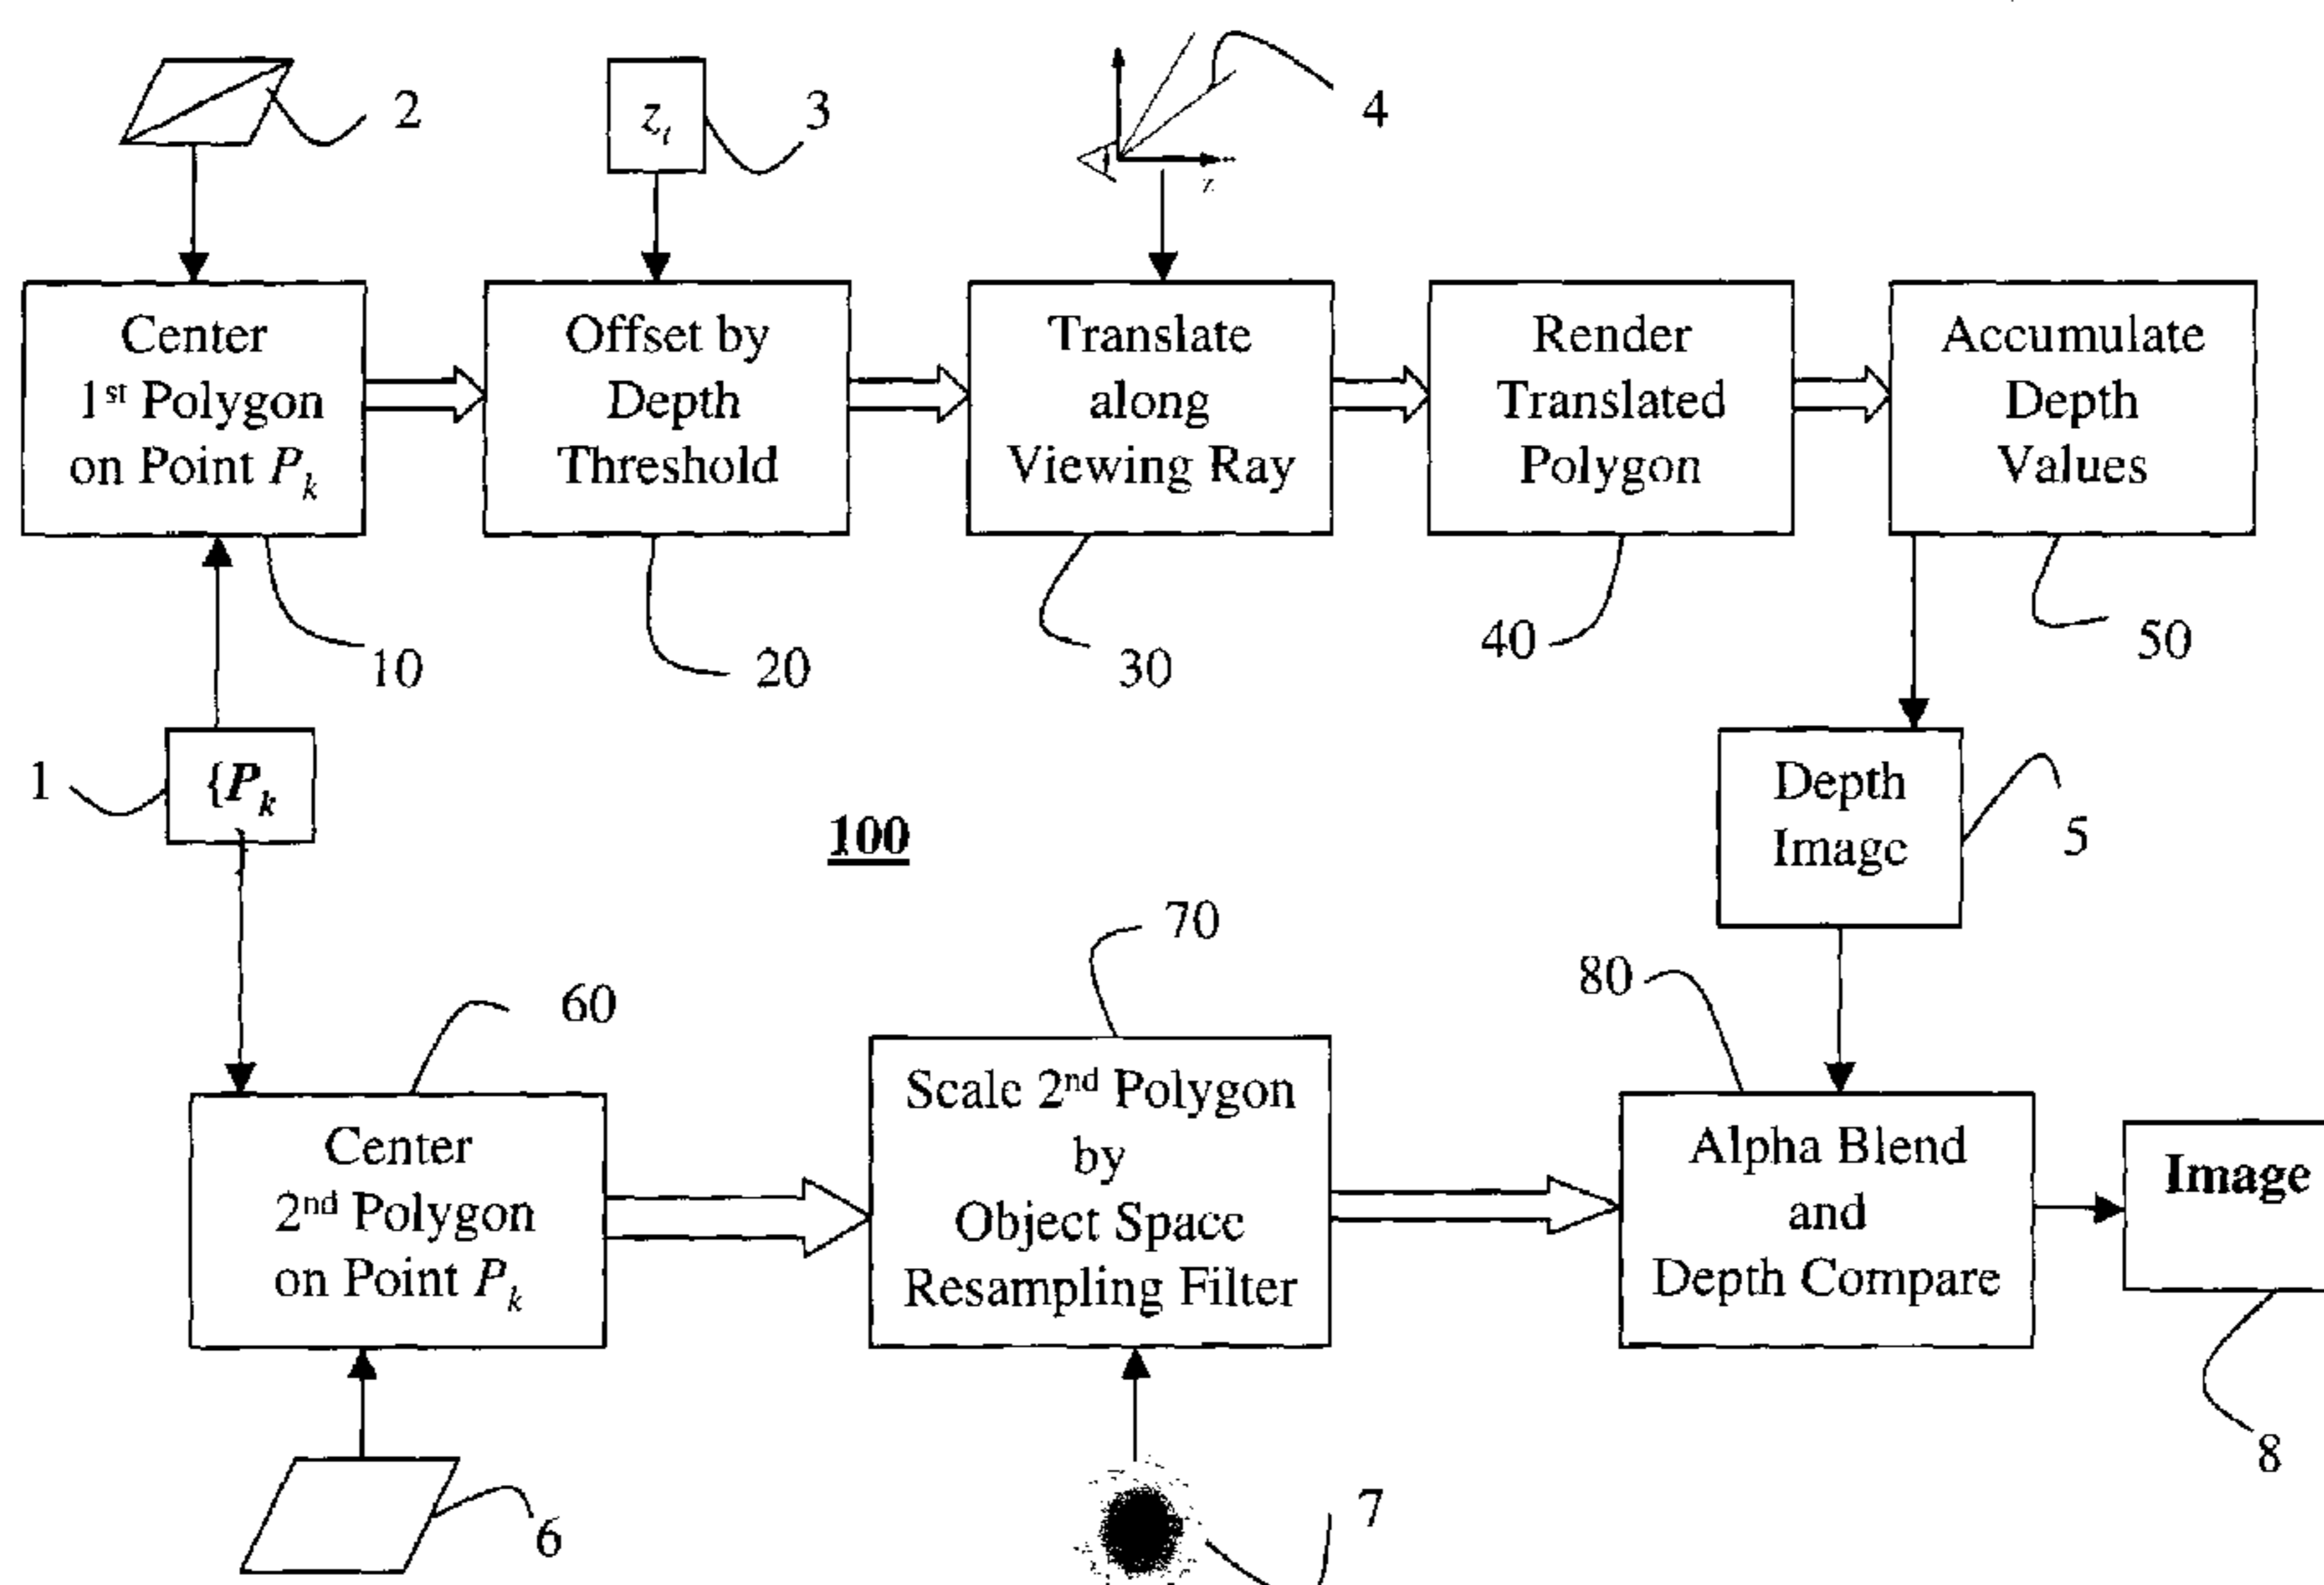 2
z_t
3
4
z
Center
1st Polygon
on Point P_k
Offset by
Depth
Threshold
Translate
along
Viewing Ray
Render
Translated
Polygon
Accumulate
Depth
Values
10
20
30
40
50
1
{P_k
}
100
Depth
Image
5
60
70
80
Center
2nd Polygon
on Point P_k
Scale 2nd Polygon
by
Object Space
Resampling Filter
Alpha Blend
and
Depth Compare
Image
8
6
7